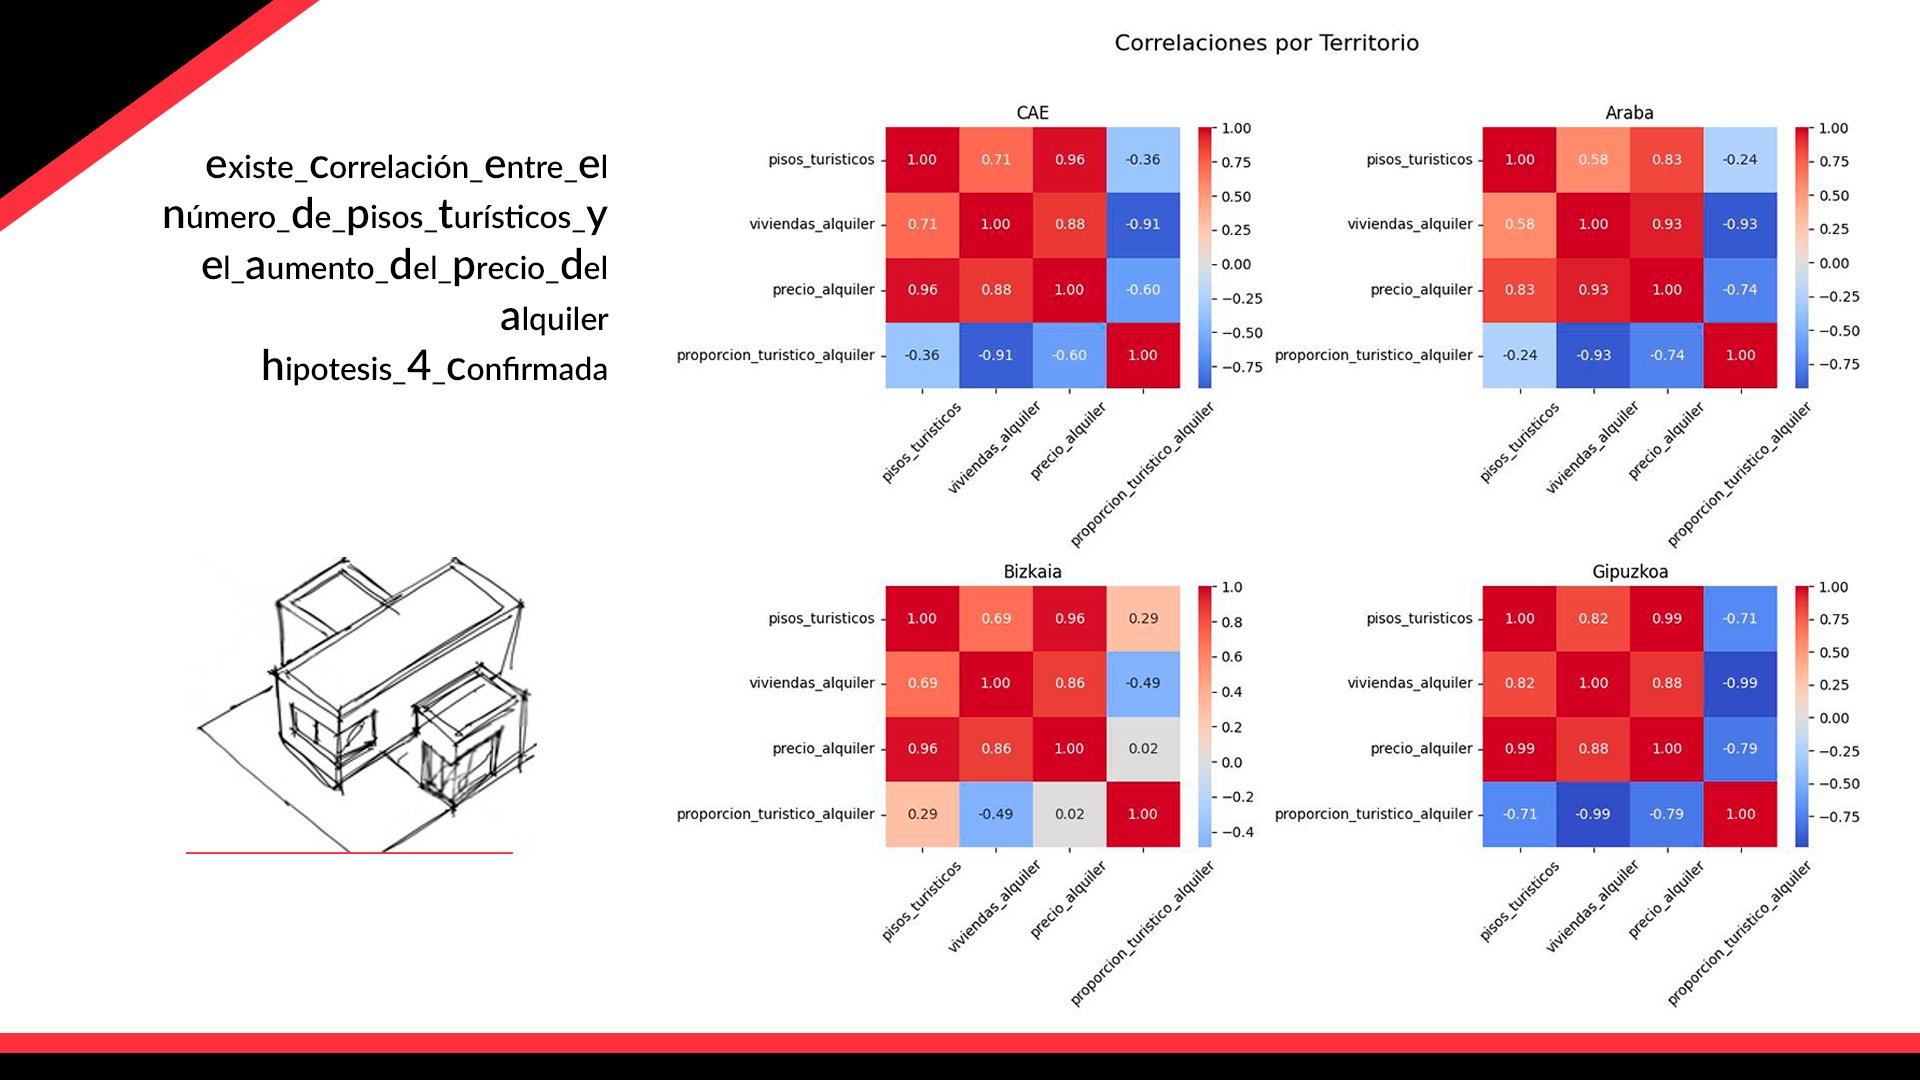 existe_Correlación_entre_el
número_de_pisos_turísticos_y
el_aumento_del_precio_del
alquiler
hipotesis_4_Confirmada
Correlaciones por Territorio
CAE
pisos_turisticos 1.00 0.71 0.96 -0.36
viviendas_alquiler 0.71 1.00 0.88 -0.91
precio_alquiler 0.96 0.88 1.00 -0.60
proporcion_turistico_alquiler -0.36 -0.91 -0.60 1.00
pisos_turisticos viviendas_alquiler precio_alquiler proporcion_turistico_alquiler
1.00
0.75
0.50
0.25
0.00
−0.25
−0.50
−0.75
Araba
pisos_turisticos 1.00 0.58 0.83 -0.24
viviendas_alquiler 0.58 1.00 0.93 -0.93
precio_alquiler 0.83 0.93 1.00 -0.74
proporcion_turistico_alquiler -0.24 -0.93 -0.74 1.00
pisos_turisticos viviendas_alquiler precio_alquiler proporcion_turistico_alquiler
1.00
0.75
0.50
0.25
0.00
−0.25
−0.50
−0.75
Bizkaia
pisos_turisticos 1.00 0.69 0.96 0.29
viviendas_alquiler 0.69 1.00 0.86 -0.49
precio_alquiler 0.96 0.86 1.00 0.02
proporcion_turistico_alquiler 0.29 -0.49 0.02 1.00
pisos_turisticos viviendas_alquiler precio_alquiler proporcion_turistico_alquiler
1.0
0.8
0.6
0.4
0.2
0.0
−0.2
−0.4
Gipuzkoa
pisos_turisticos 1.00 0.82 0.99 -0.71
viviendas_alquiler 0.82 1.00 0.88 -0.99
precio_alquiler 0.99 0.88 1.00 -0.79
proporcion_turistico_alquiler -0.71 -0.99 -0.79 1.00
pisos_turisticos viviendas_alquiler precio_alquiler proporcion_turistico_alquiler
1.00
0.75
0.50
0.25
0.00
−0.25
−0.50
−0.75